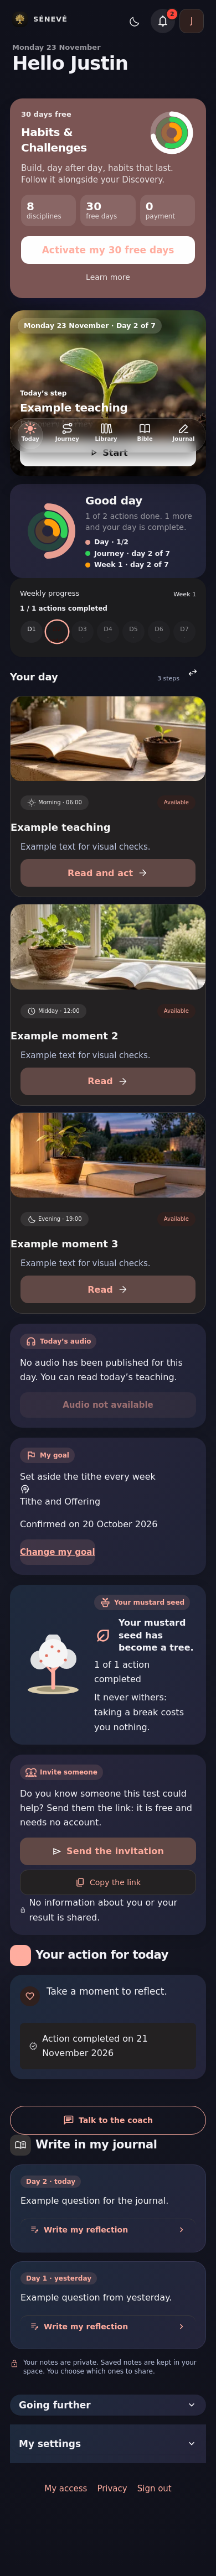 SÉNEVÉ
2
J
Monday 23 November
Hello Justin
30 days free
Habits &
Challenges
Build, day after day, habits that last.
Follow it alongside your Discovery.
8
disciplines
30
free days
0
payment
Activate my 30 free days
Learn more
Monday 23 November · Day 2 of 7
Today's step
Example teaching
Today
Journey
Library
Bible
Journal
Start
Good day
1 of 2 actions done. 1 more
and your day is complete.
Day · 1/2
Journey · day 2 of 7
Week 1 · day 2 of 7
Weekly progress
Week 1
1 / 1 actions completed
D1
D3
D4
D5
D6
D7
Your day
3 steps
Morning · 06:00
Available
Example teaching
Example text for visual checks.
Read and act
Midday · 12:00
Available
Example moment 2
Example text for visual checks.
Read
Evening · 19:00
Available
Example moment 3
Example text for visual checks.
Read
Today's audio
No audio has been published for this
day. You can read today's teaching.
Audio not available
My goal
Set aside the tithe every week
Tithe and Offering
Confirmed on 20 October 2026
Change my goal
Your mustard seed
Your mustard
seed has
become a tree.
1 of 1 action
completed
It never withers:
taking a break costs
you nothing.
Invite someone
Do you know someone this test could
help? Send them the link: it is free and
needs no account.
Send the invitation
Copy the link
No information about you or your
result is shared.
Your action for today
Take a moment to reflect.
Action completed on 21
November 2026
Talk to the coach
Write in my journal
Day 2 · today
Example question for the journal.
Write my reflection
Day 1 · yesterday
Example question from yesterday.
Write my reflection
Your notes are private. Saved notes are kept in your
space. You choose which ones to share.
Going further
My settings
My access
Privacy
Sign out